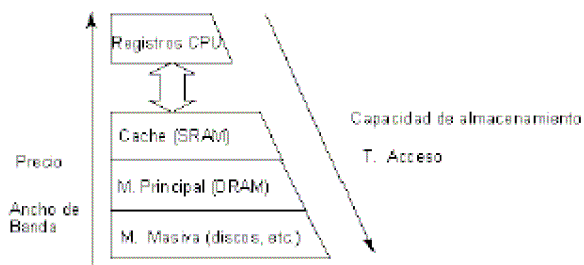 Registros CPU
Cache (SRAM)
M. Principal (DRAM)
M. Masiva (discos, etc.)
Precio
Ancho de
Banda
Capacidad de almacenamiento
T. Acceso